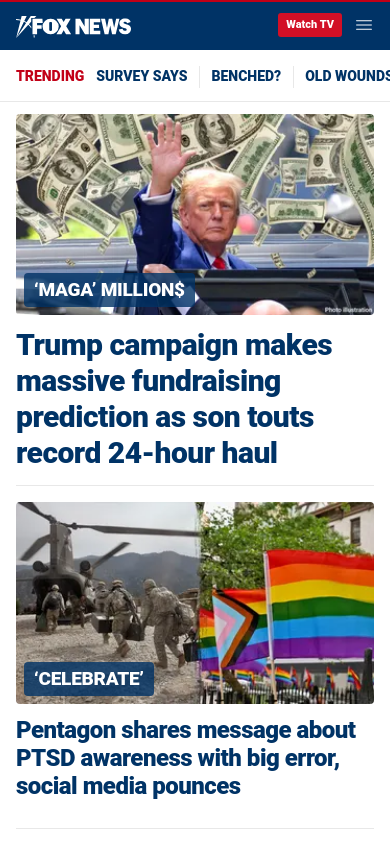 FOX NEWS
Watch TV
TRENDING SURVEY SAYS BENCHED? OLD WOUNDS
Photo Illustration
‘MAGA’ MILLION$
Trump campaign makes
massive fundraising
prediction as son touts
record 24-hour haul
‘CELEBRATE’
Pentagon shares message about
PTSD awareness with big error,
social media pounces